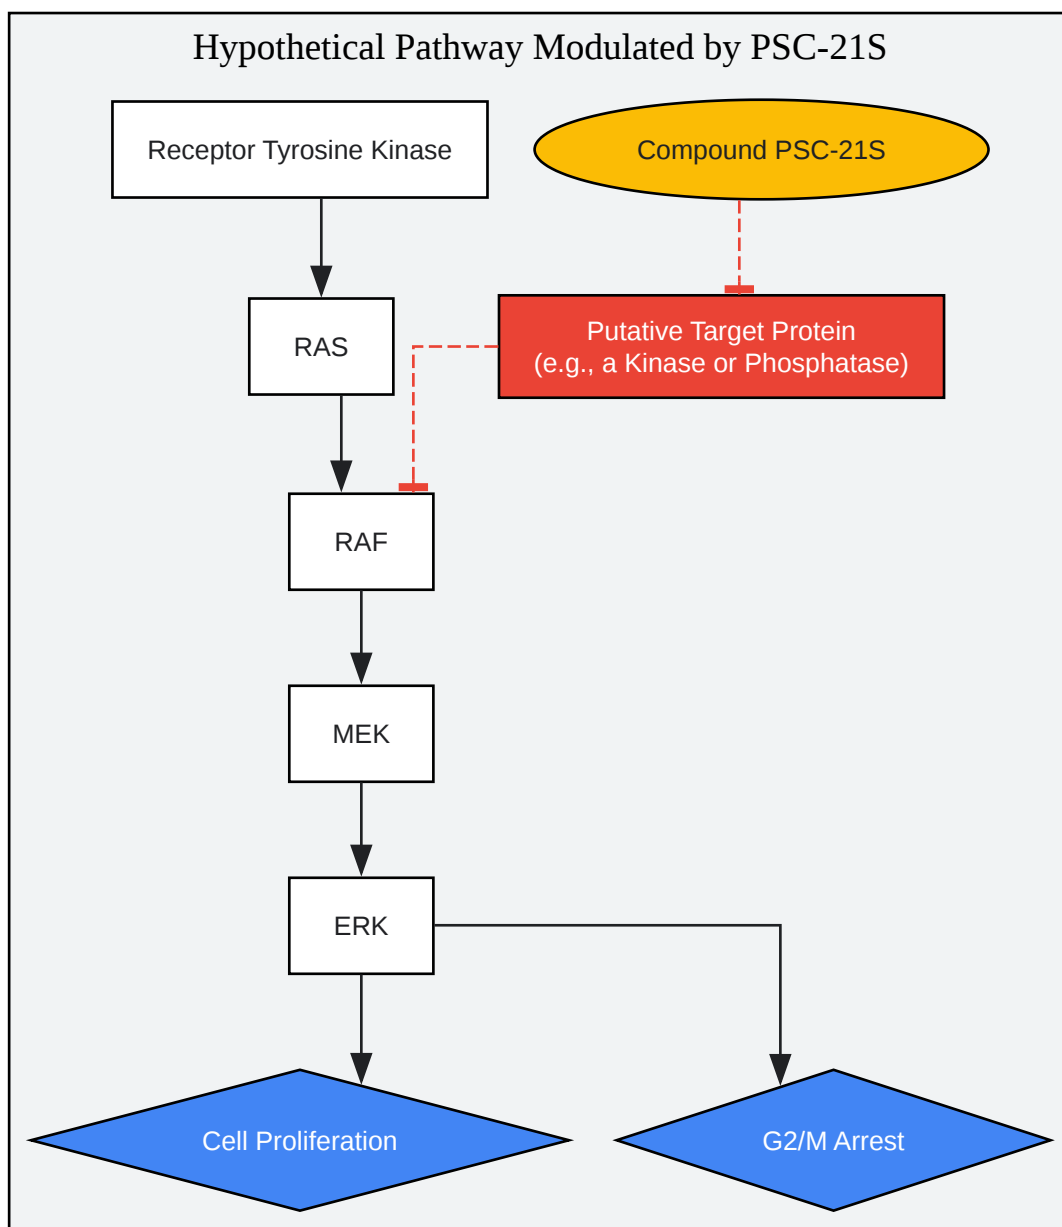 Hypothetical Pathway Modulated by PSC-21S
Receptor Tyrosine Kinase
Compound PSC-21S
RAS
Putative Target Protein
(e.g., a Kinase or Phosphatase)
RAF
MEK
ERK
Cell Proliferation
G2/M Arrest